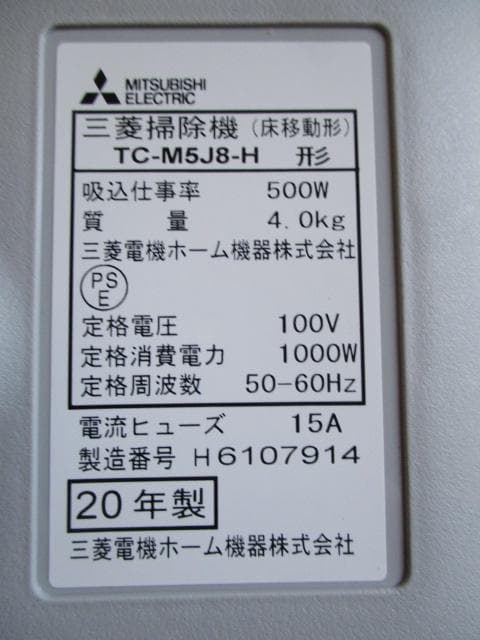 MITSUBISHI
ELECTRIC
三菱掃除機(床移動形)
TC-M5J8-H 形
吸込仕事率 500W
質量 4.0kg
三菱電機ホーム機器株式会社
PS
E
定格電圧 100V
定格消費電力 1000W
定格周波数 50-60Hz
電流ヒューズ 15A
製造番号 H6107914
20年製
三菱電機ホーム機器株式会社